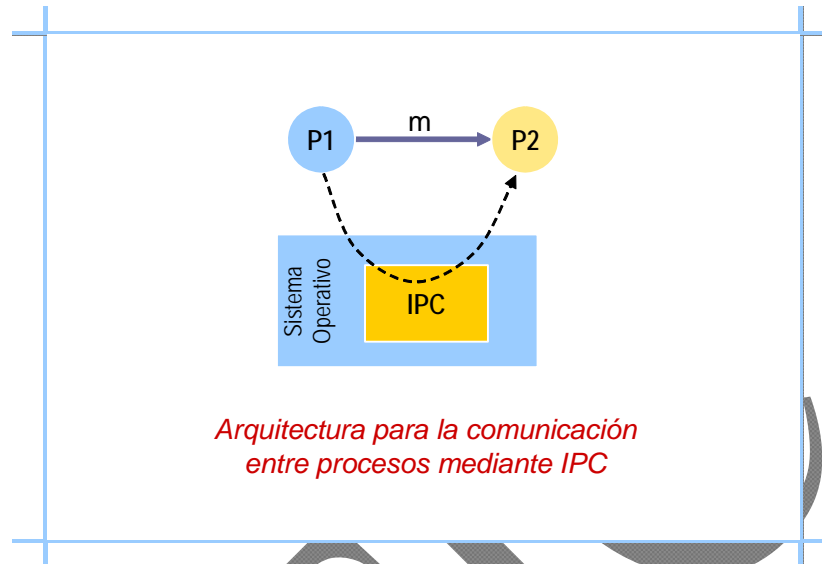 m
P1
P2
Sistema
Operativo
IPC
Arquitectura para la comunicación
entre procesos mediante IPC